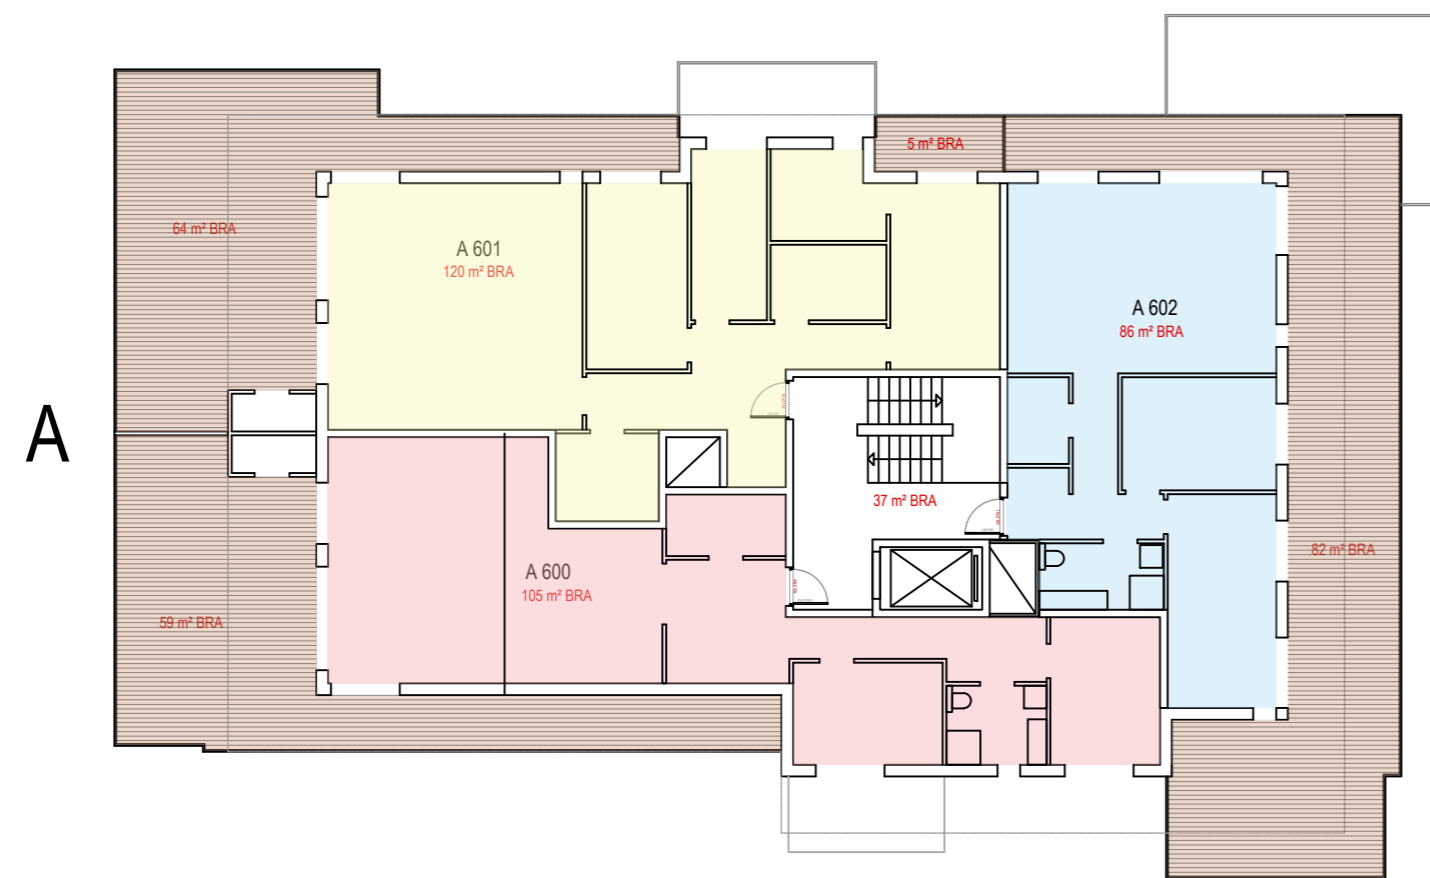 5 m² BRA
64 m² BRA
A 601
120 m² BRA
A 602
86 m² BRA
A
37 m² BRA
82 m² BRA
A 600
105 m² BRA
59 m² BRA